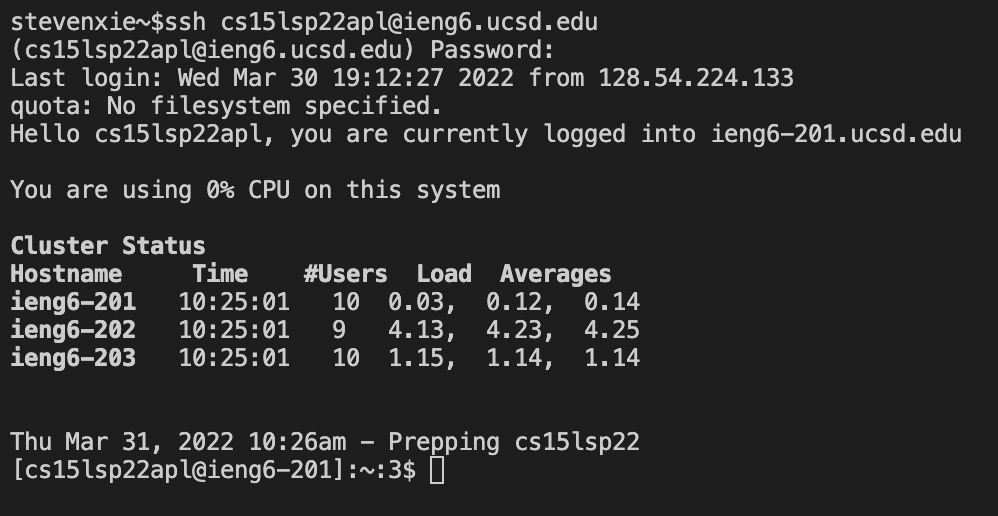 stevenxie~$ssh cs15lsp22apl@ieng6.ucsd.edu
(cs15lsp22apl@ieng6.ucsd.edu) Password:
Last login: Wed Mar 30 19:12:27 2022 from 128.54.224.133
quota: No filesystem specified.
Hello cs15lsp22apl, you are currently logged into ieng6-201.ucsd.edu
You are using 0% CPU on this system
Cluster Status
Hostname     Time    #Users  Load  Averages
ieng6-201   10:25:01   10  0.03,  0.12,  0.14
ieng6-202   10:25:01   9   4.13,  4.23,  4.25
ieng6-203   10:25:01   10  1.15,  1.14,  1.14
Thu Mar 31, 2022 10:26am - Prepping cs15lsp22
[cs15lsp22apl@ieng6-201]:~:3$